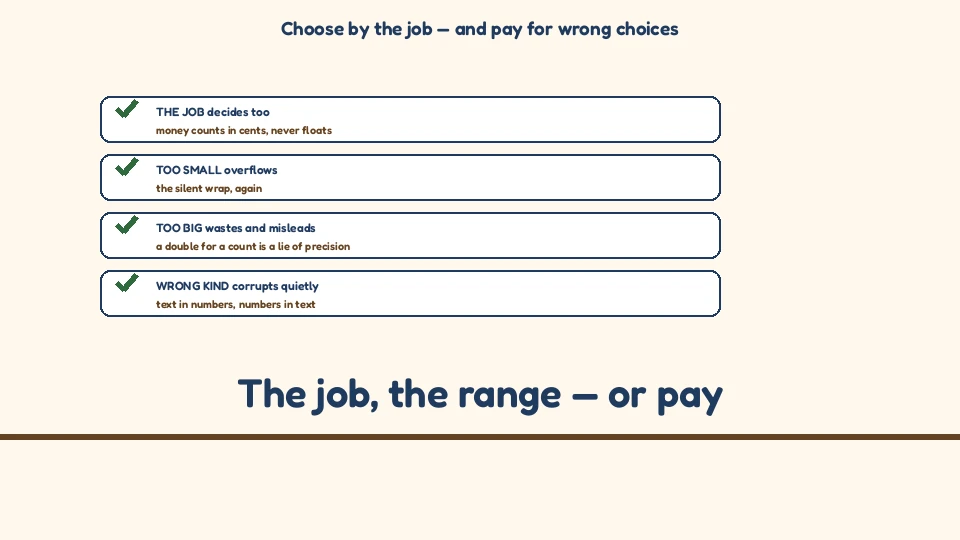 Choose by the job — and pay for wrong choices
THE JOB decides too
money counts in cents, never floats
TOO SMALL overflows
the silent wrap, again
TOO BIG wastes and misleads
a double for a count is a lie of precision
WRONG KIND corrupts quietly
text in numbers, numbers in text
The job, the range — or pay